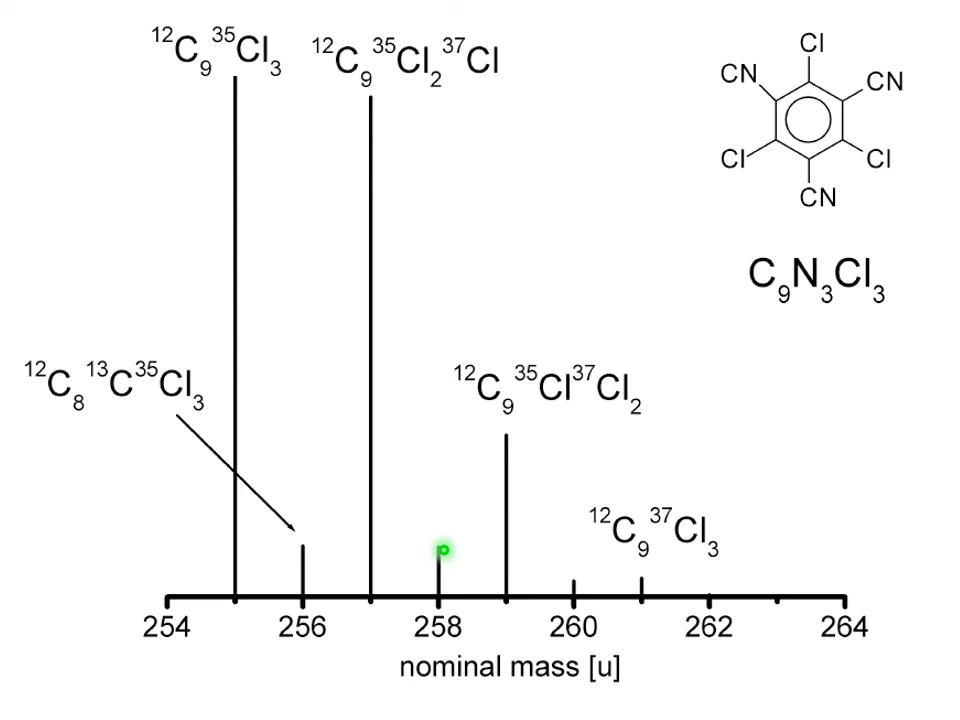 ¹²C₉³⁵Cl₃
¹²C₉³⁵Cl₂³⁷Cl
Cl
CN
CN
Cl
Cl
CN
C₉N₃Cl₃
¹²C₈¹³C³⁵Cl₃
¹²C₉³⁵Cl³⁷Cl₂
¹²C₉³⁷Cl₃
254 256 258 260 262 264
nominal mass [u]